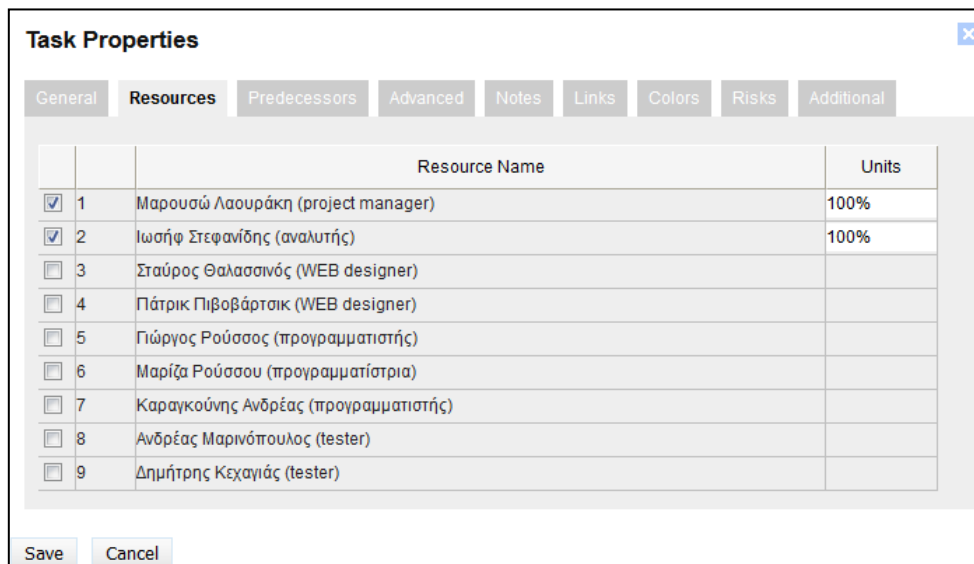 Task Properties
General Resources Predecessors Advanced Notes Links Colors Risks Additional
Resource Name Units
1 Μαρουσώ Λαουράκη (project manager) 100%
2 Ιωσήφ Στεφανίδης (αναλυτής) 100%
3 Σταύρος Θαλασσινός (WEB designer)
4 Πάτρικ Πιβοβάρτσικ (WEB designer)
5 Γιώργος Ρούσσος (προγραμματιστής)
6 Μαρίζα Ρούσσου (προγραμματίστρια)
7 Καραγκούνης Ανδρέας (προγραμματιστής)
8 Ανδρέας Μαρινόπουλος (tester)
9 Δημήτρης Κεχαγιάς (tester)
Save Cancel